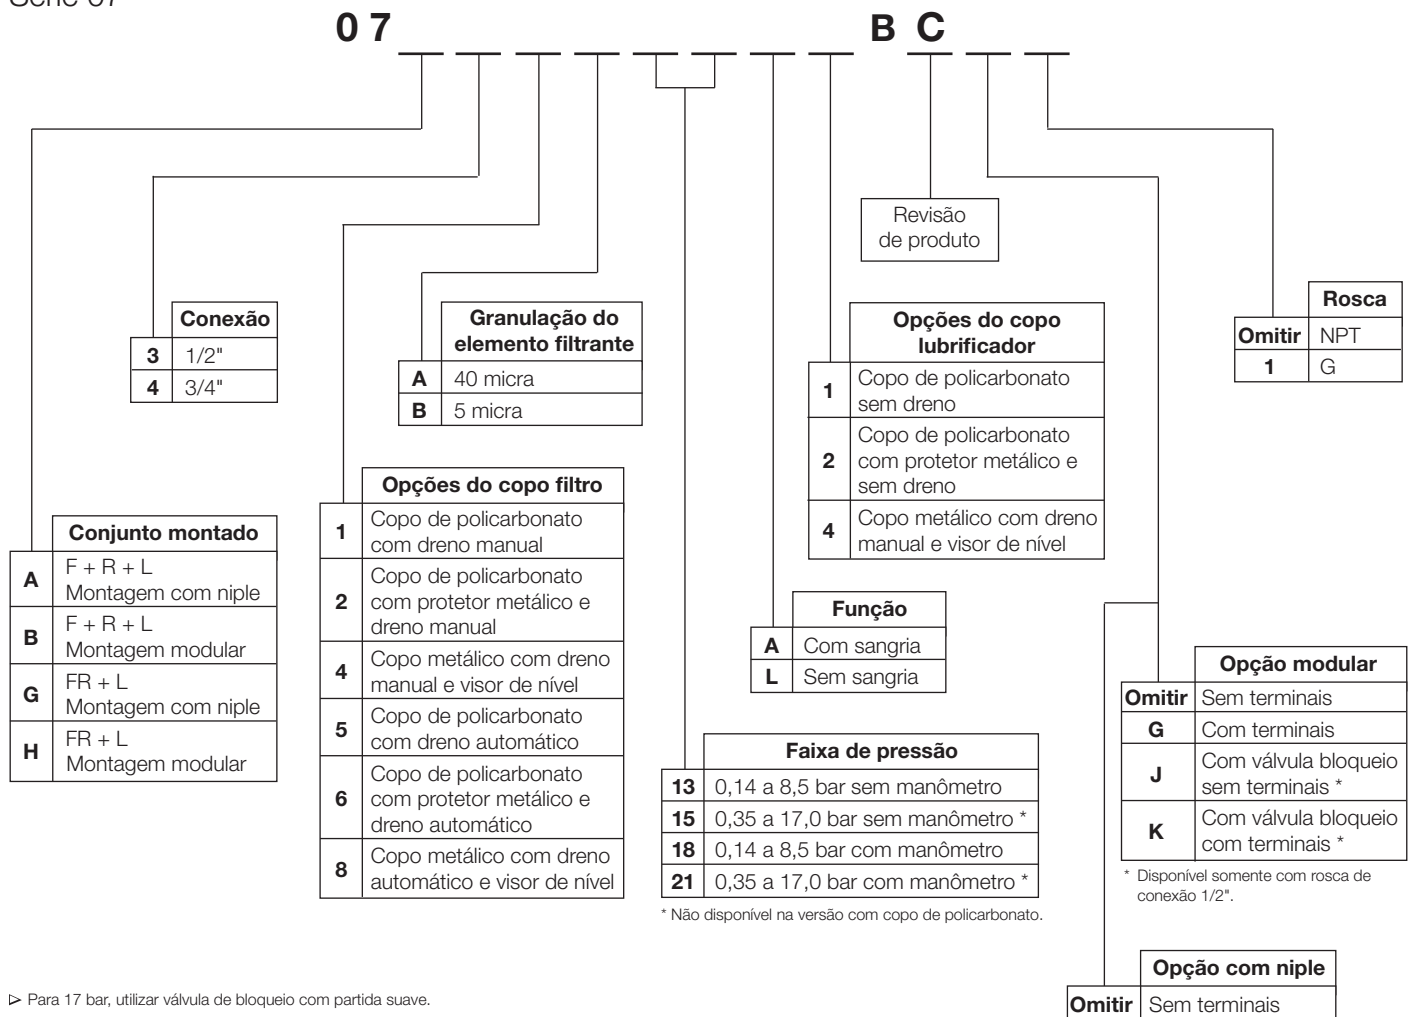 Série 07
0 7 B C
Revisão
de produto
Conexão
3 1/2"
4 3/4"
Granulação do
elemento filtrante
A 40 micra
B 5 micra
Opções do copo
lubrificador
1 Copo de policarbonato
sem dreno
2 Copo de policarbonato
com protetor metálico e
sem dreno
4 Copo metálico com dreno
manual e visor de nível
Rosca
Omitir NPT
1 G
Conjunto montado
A F + R + L
Montagem com niple
B F + R + L
Montagem modular
G FR + L
Montagem com niple
H FR + L
Montagem modular
Opções do copo filtro
1 Copo de policarbonato
com dreno manual
2 Copo de policarbonato
com protetor metálico e
dreno manual
4 Copo metálico com dreno
manual e visor de nível
5 Copo de policarbonato
com dreno automático
6 Copo de policarbonato
com protetor metálico e
dreno automático
8 Copo metálico com dreno
automático e visor de nível
Função
A Com sangria
L Sem sangria
Faixa de pressão
13 0,14 a 8,5 bar sem manômetro
15 0,35 a 17,0 bar sem manômetro *
18 0,14 a 8,5 bar com manômetro
21 0,35 a 17,0 bar com manômetro *
* Não disponível na versão com copo de policarbonato.
Opção modular
Omitir Sem terminais
G Com terminais
J Com válvula bloqueio
sem terminais *
K Com válvula bloqueio
com terminais *
* Disponível somente com rosca de
conexão 1/2".
Opção com niple
Omitir Sem terminais
▷ Para 17 bar, utilizar válvula de bloqueio com partida suave.